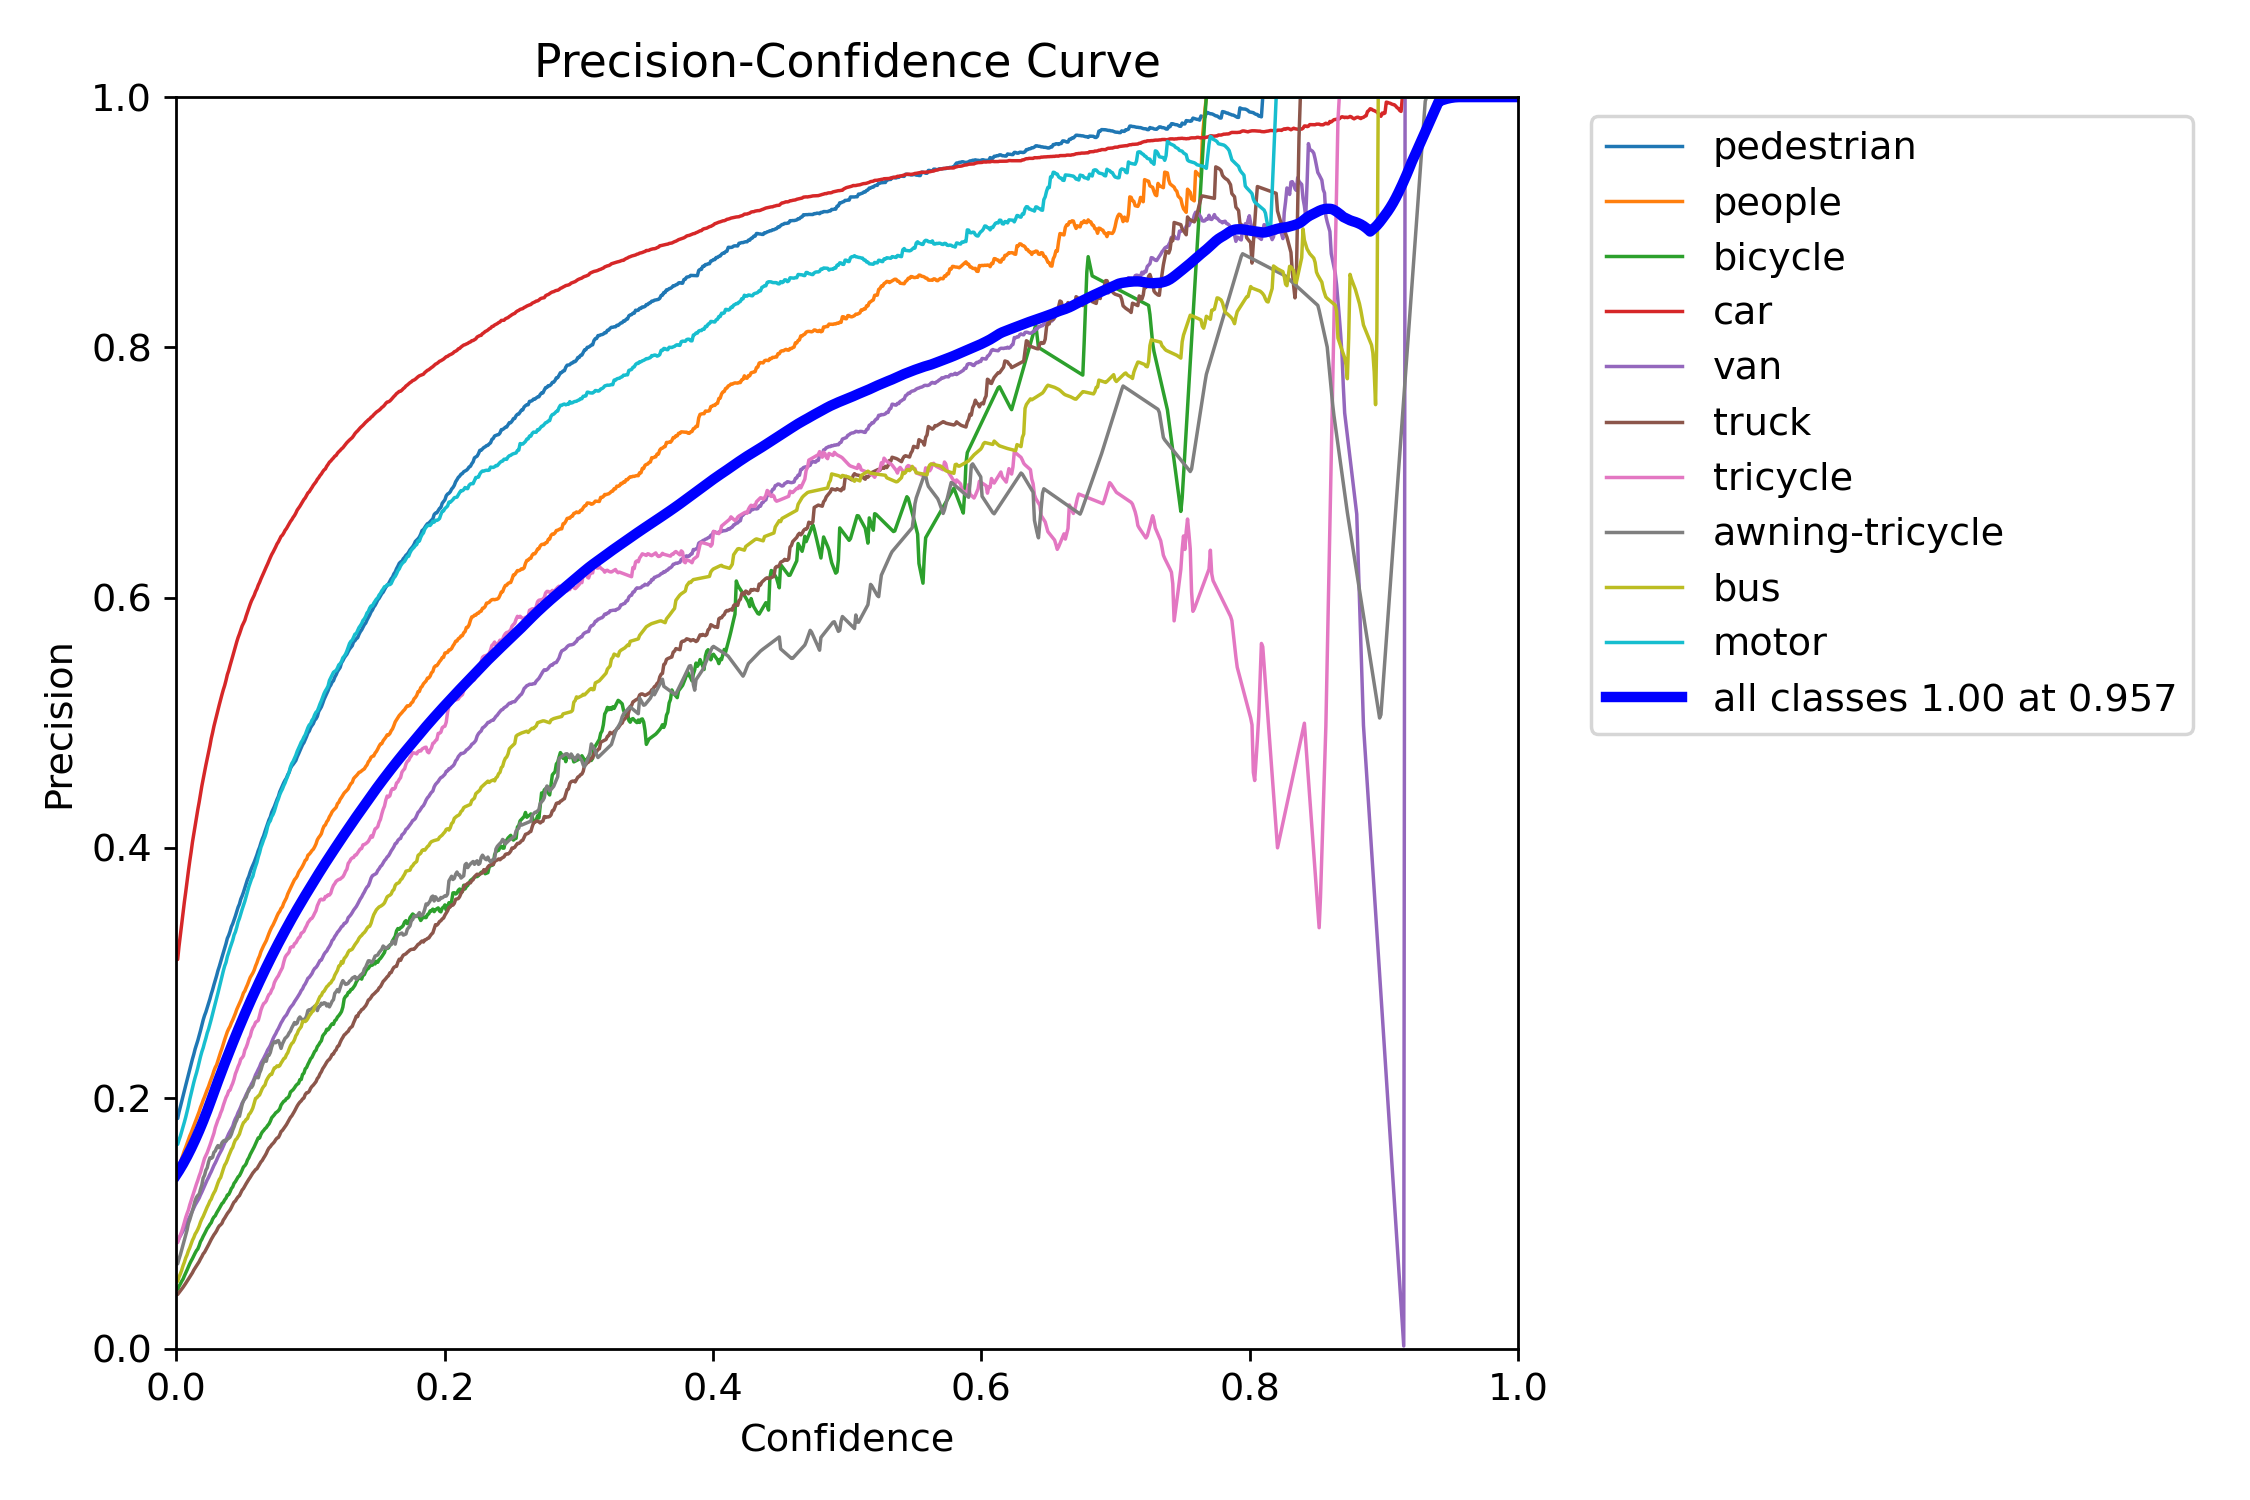 Precision-Confidence Curve
1.0
0.8
0.6
0.4
0.2
0.0
Precision
0.0 0.2 0.4 0.6 0.8 1.0
Confidence
pedestrian
people
bicycle
car
van
truck
tricycle
awning-tricycle
bus
motor
all classes 1.00 at 0.957